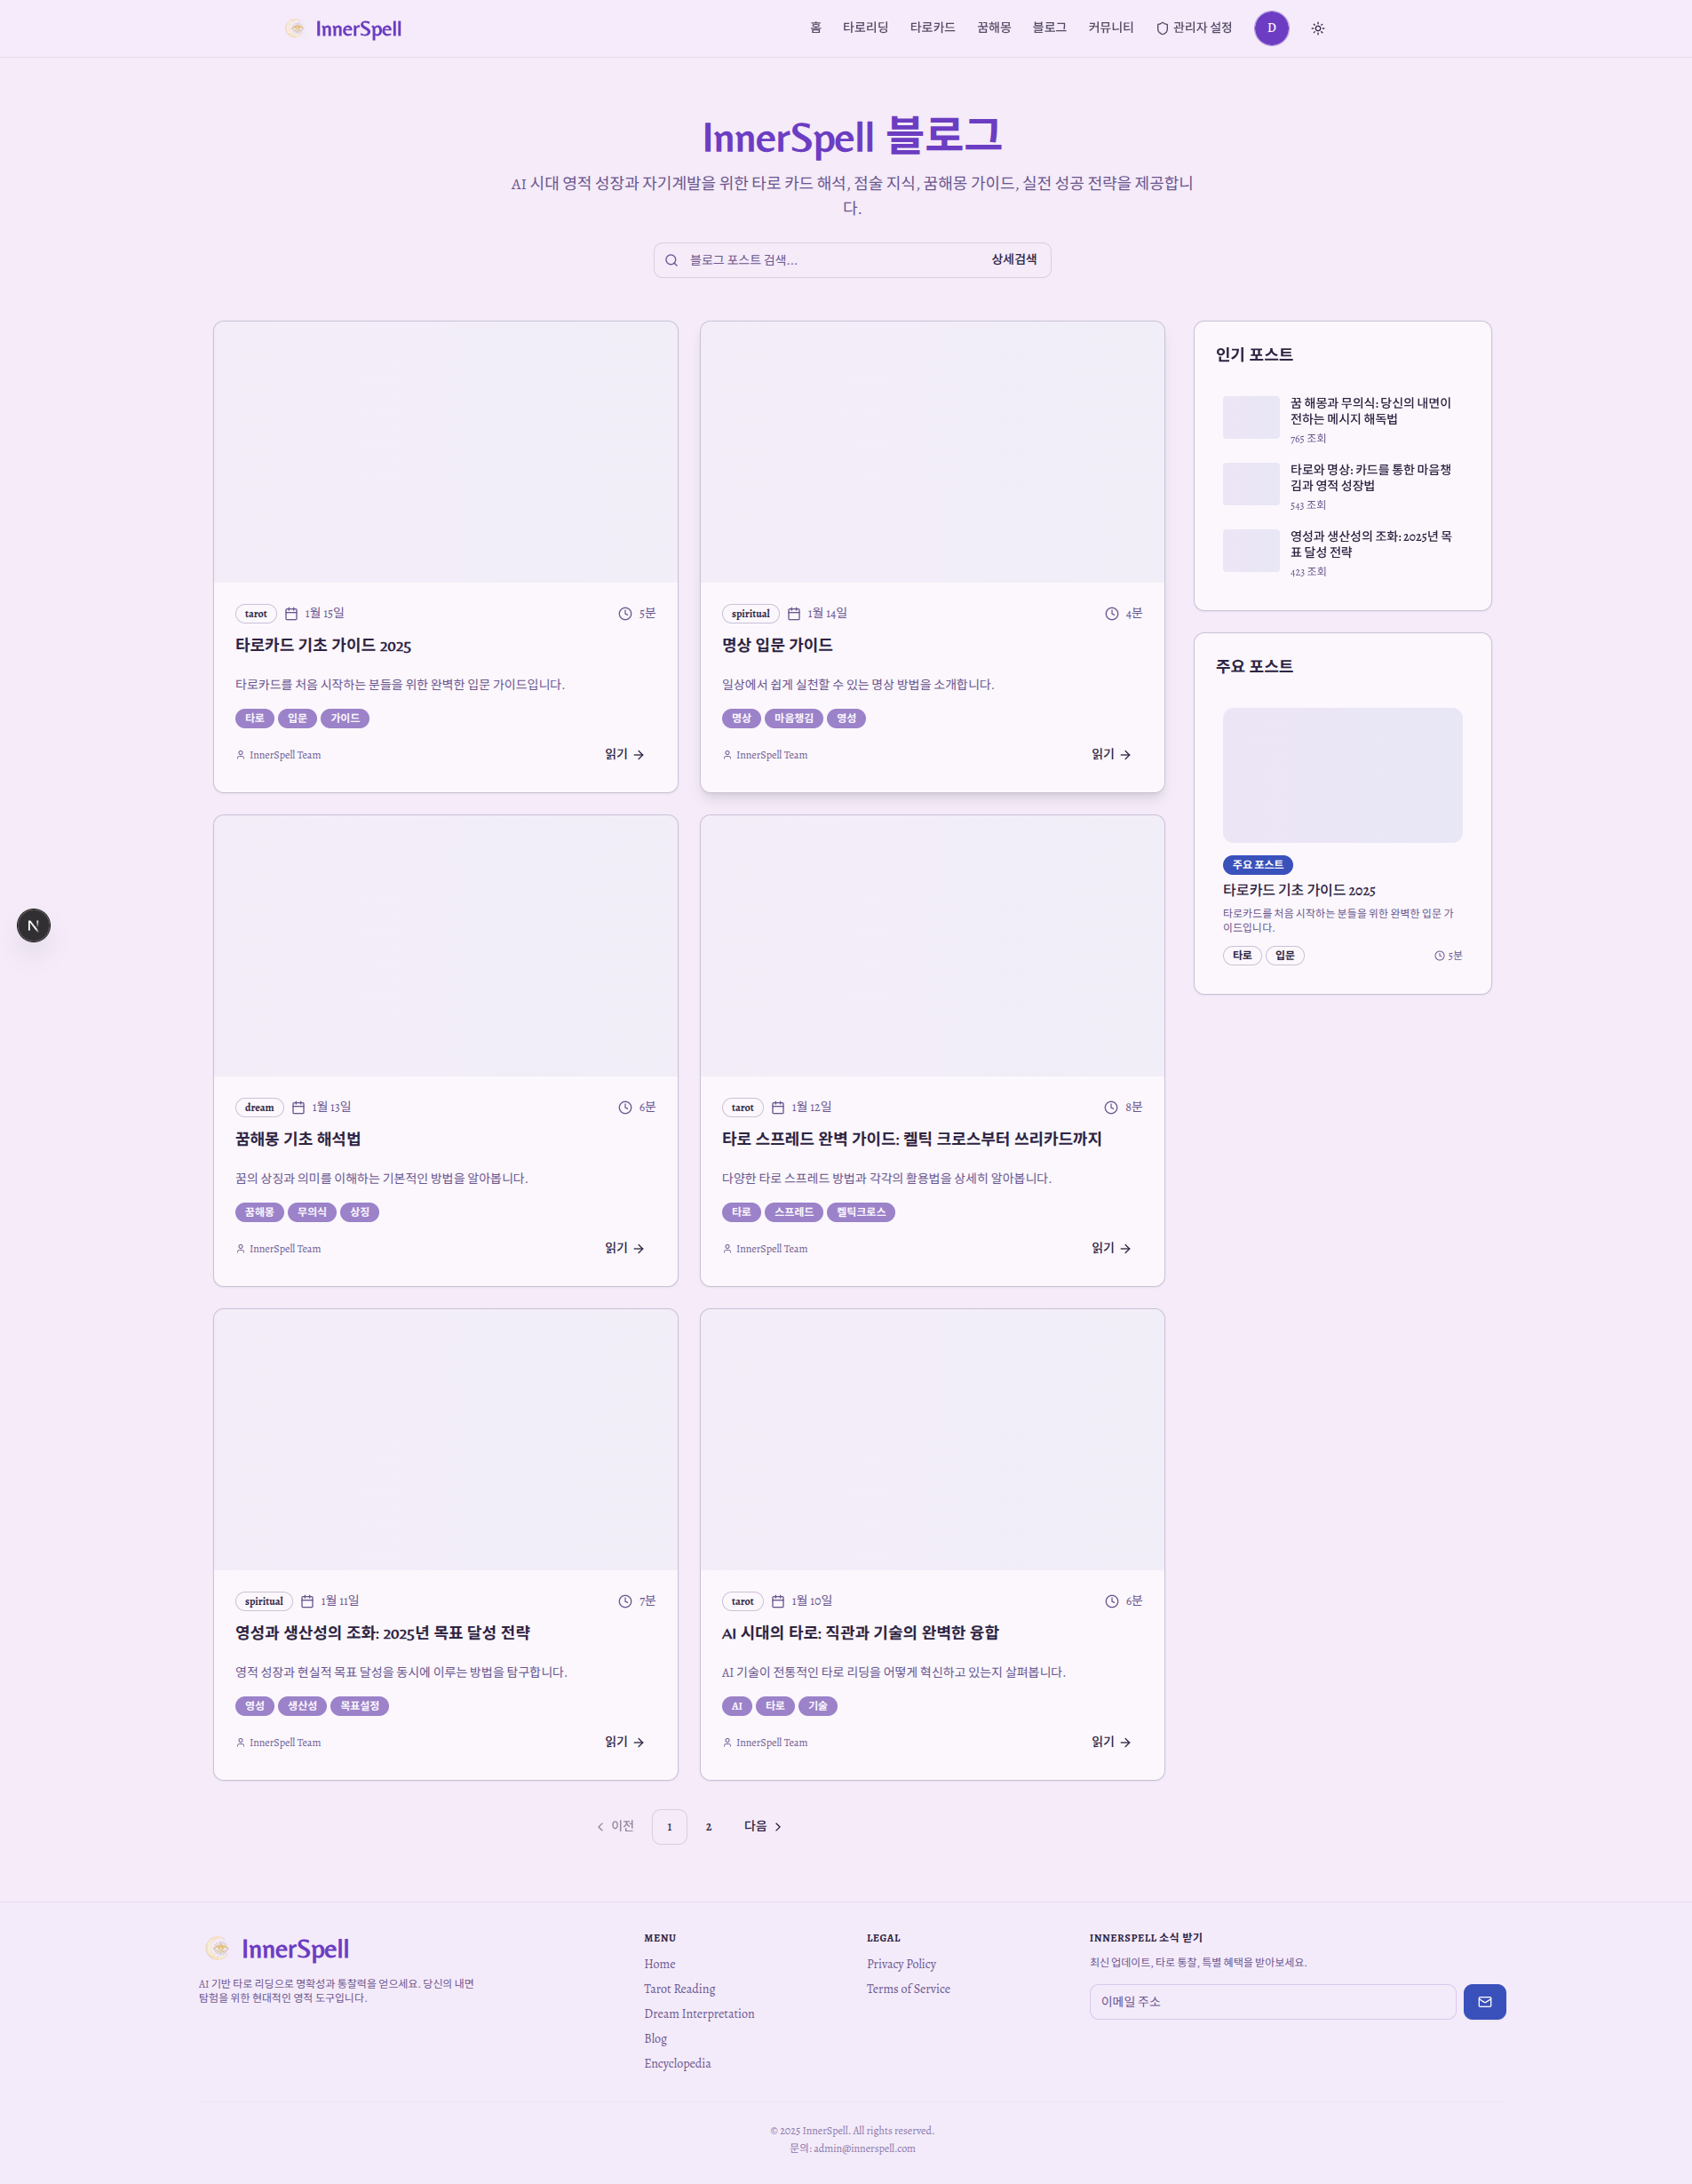 InnerSpell
홈
타로리딩
타로카드
꿈해몽
블로그
커뮤니티
관리자 설정
D
InnerSpell 블로그
AI 시대 영적 성장과 자기계발을 위한 타로 카드 해석, 점술 지식, 꿈해몽 가이드, 실전 성공 전략을 제공합니
다.
블로그 포스트 검색...
상세검색
tarot
1월 15일
5분
타로카드 기초 가이드 2025
타로카드를 처음 시작하는 분들을 위한 완벽한 입문 가이드입니다.
타로
입문
가이드
InnerSpell Team
읽기
spiritual
1월 14일
4분
명상 입문 가이드
일상에서 쉽게 실천할 수 있는 명상 방법을 소개합니다.
명상
마음챙김
영성
InnerSpell Team
읽기
dream
1월 13일
6분
꿈해몽 기초 해석법
꿈의 상징과 의미를 이해하는 기본적인 방법을 알아봅니다.
꿈해몽
무의식
상징
InnerSpell Team
읽기
tarot
1월 12일
8분
타로 스프레드 완벽 가이드: 켈틱 크로스부터 쓰리카드까지
다양한 타로 스프레드 방법과 각각의 활용법을 상세히 알아봅니다.
타로
스프레드
켈틱크로스
InnerSpell Team
읽기
spiritual
1월 11일
7분
영성과 생산성의 조화: 2025년 목표 달성 전략
영적 성장과 현실적 목표 달성을 동시에 이루는 방법을 탐구합니다.
영성
생산성
목표설정
InnerSpell Team
읽기
tarot
1월 10일
6분
AI 시대의 타로: 직관과 기술의 완벽한 융합
AI 기술이 전통적인 타로 리딩을 어떻게 혁신하고 있는지 살펴봅니다.
AI
타로
기술
InnerSpell Team
읽기
이전
1
2
다음
인기 포스트
꿈 해몽과 무의식: 당신의 내면이
전하는 메시지 해독법
765 조회
타로와 명상: 카드를 통한 마음챙
김과 영적 성장법
543 조회
영성과 생산성의 조화: 2025년 목
표 달성 전략
423 조회
주요 포스트
주요 포스트
타로카드 기초 가이드 2025
타로카드를 처음 시작하는 분들을 위한 완벽한 입문 가
이드입니다.
타로
입문
5분
N
InnerSpell
AI 기반 타로 리딩으로 명확성과 통찰력을 얻으세요. 당신의 내면
탐험을 위한 현대적인 영적 도구입니다.
MENU
Home
Tarot Reading
Dream Interpretation
Blog
Encyclopedia
LEGAL
Privacy Policy
Terms of Service
INNERSPELL 소식 받기
최신 업데이트, 타로 통찰, 특별 혜택을 받아보세요.
이메일 주소
© 2025 InnerSpell. All rights reserved.
문의: admin@innerspell.com